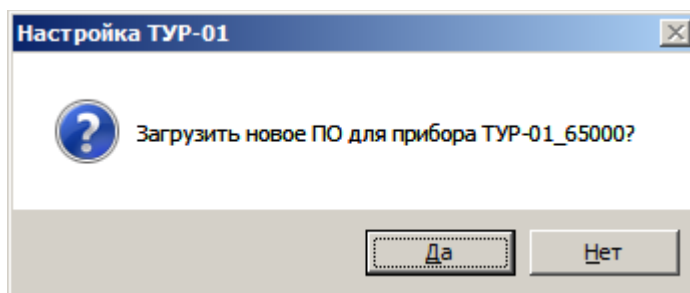 Настройка ТУР-01
Загрузить новое ПО для прибора ТУР-01_65000?
Да
Нет